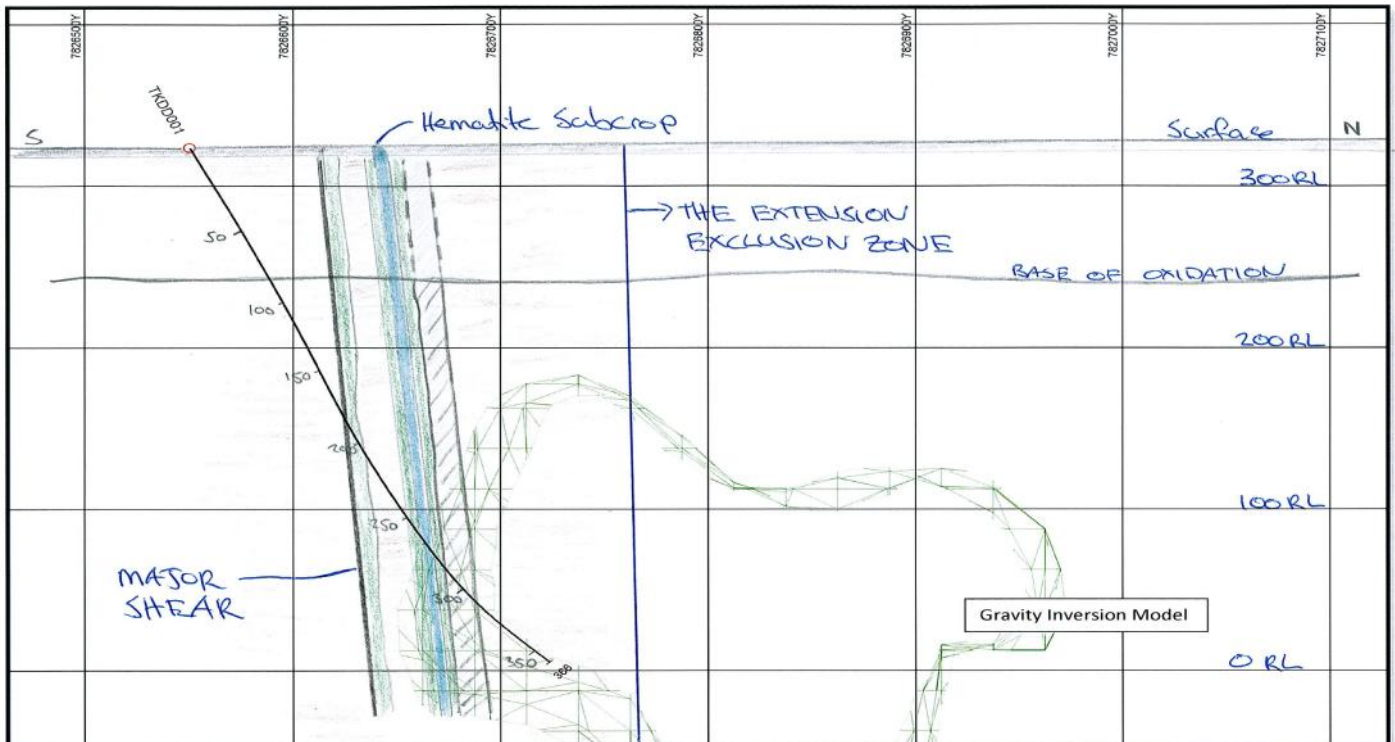 7826500Y
7826600Y
7826700Y
7826800Y
7826900Y
7827000Y
7827100Y
TKDD001
S
Hematite Subcrop
Surface
N
300RL
→ THE EXTENSION
EXCLUSION ZONE
50
BASE OF OXIDATION
100
200RL
150
200
100RL
250
MAJOR
SHEAR
300
Gravity Inversion Model
350
366
0 RL